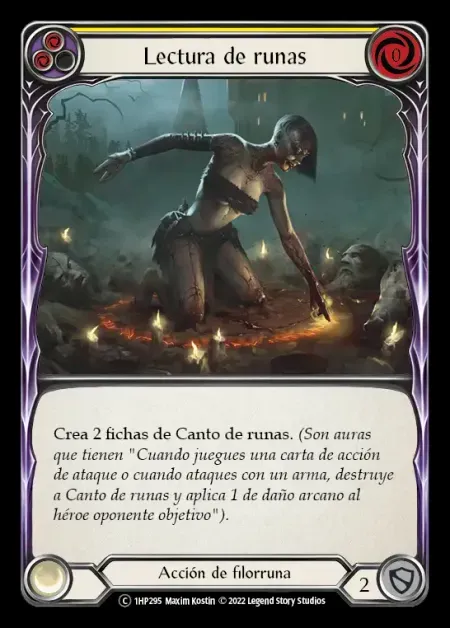 Lectura de runas
0
Crea 2 fichas de Canto de runas. (Son auras
que tienen "Cuando juegues una carta de acción
de ataque o cuando ataques con un arma, destruye
a Canto de runas y aplica 1 de daño arcano al
héroe oponente objetivo").
Acción de filorruna
2
C 1HP295 Maxim Kostin © 2022 Legend Story Studios